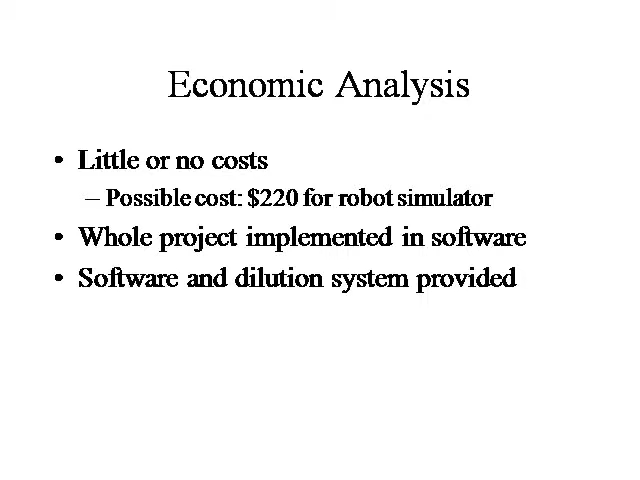 Economic Analysis
• Little or no costs
– Possible cost: $220 for robot simulator
• Whole project implemented in software
• Software and dilution system provided